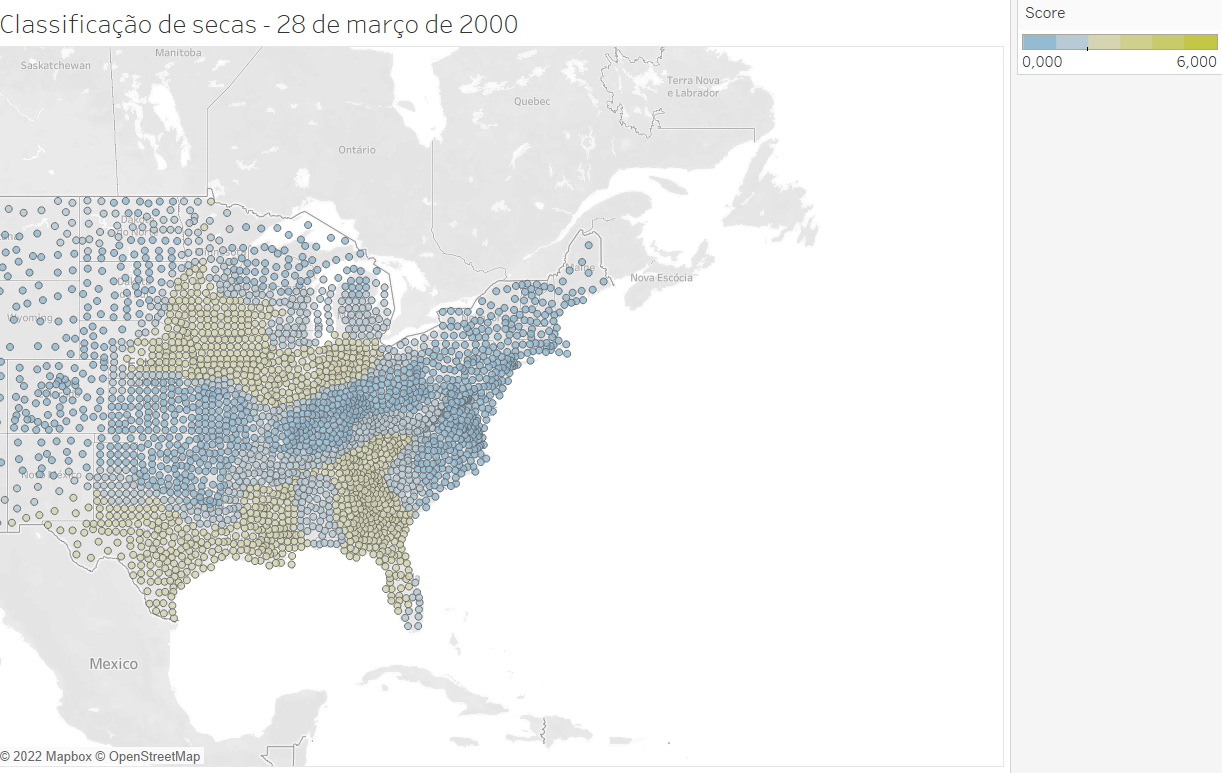 Classificação de secas - 28 de março de 2000
Score
0,000
6,000
Manitoba
Saskatchewan
Terra Nova
e Labrador
Quebec
Ontário
Nova Escócia
Wyoming
Mexico
© 2022 Mapbox © OpenStreetMap